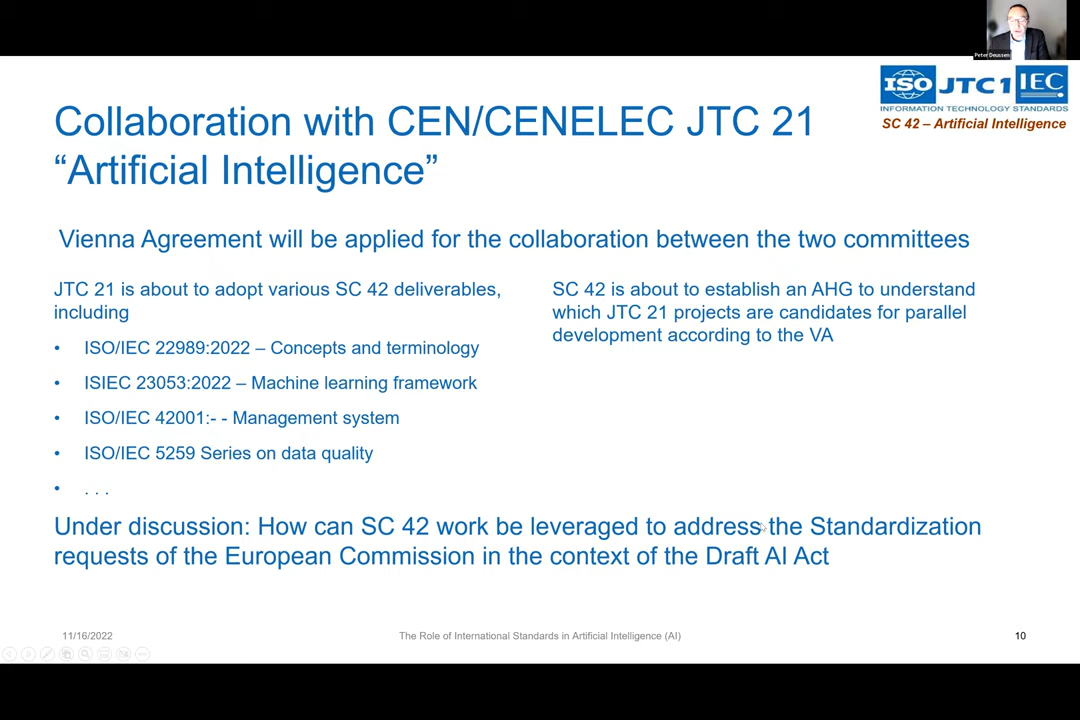 Peter Deussen
ISO JTC1 IEC
INFORMATION TECHNOLOGY STANDARDS
SC 42 – Artificial Intelligence
Collaboration with CEN/CENELEC JTC 21
“Artificial Intelligence”
Vienna Agreement will be applied for the collaboration between the two committees
JTC 21 is about to adopt various SC 42 deliverables,
including
• ISO/IEC 22989:2022 – Concepts and terminology
• ISIEC 23053:2022 – Machine learning framework
• ISO/IEC 42001:- - Management system
• ISO/IEC 5259 Series on data quality
• . . .
SC 42 is about to establish an AHG to understand
which JTC 21 projects are candidates for parallel
development according to the VA
Under discussion: How can SC 42 work be leveraged to address the Standardization
requests of the European Commission in the context of the Draft AI Act
11/16/2022
The Role of International Standards in Artificial Intelligence (AI)
10